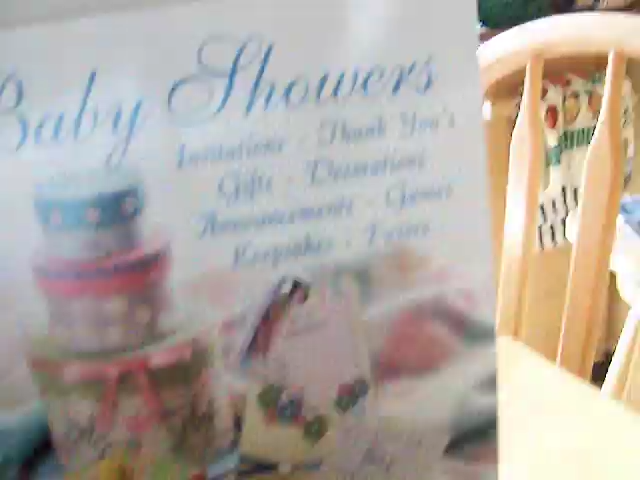 Baby Showers
Invitations - Thank You's
Gifts - Decorations
Announcements - Games
Keepsakes - Favors